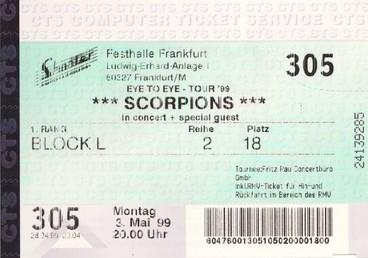 CTS COMPUTER TICKET SERVICE
Festhalle Frankfurt
Ludwig-Erhard-Anlage 1
60327 Frankfurt/M
305
EYE TO EYE - TOUR '99
*** SCORPIONS ***
in concert + special guest
1. RANG Reihe Platz
BLOCK L 2 18
24139285
Tournee:Fritz Rau Concertbüro
GmbH
inkl.RMV-Ticket für Hin- und
Rückfahrt im Bereich des RMV
305
Montag
3. Mai 99
20.00 Uhr
6047600013051050200001800